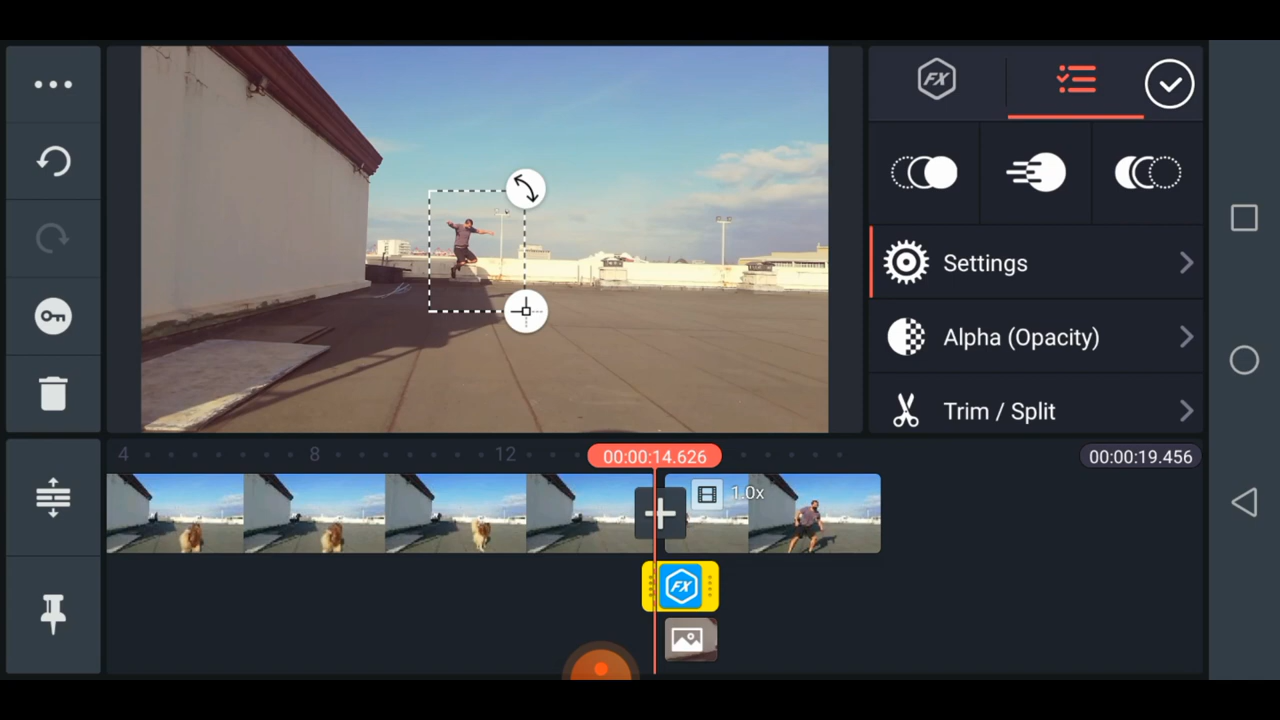 FX
Settings
Alpha (Opacity)
Trim / Split
4
8
12
00:00:14.626
00:00:19.456
1.0x
FX